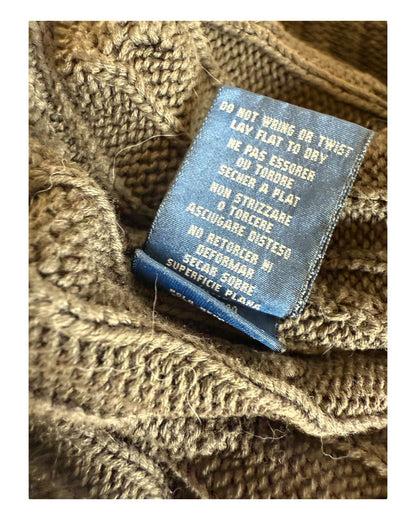 DO NOT WRING OR TWIST
LAY FLAT TO DRY
NE PAS ESSORER
OU TORDRE
SÉCHER A PLAT
NON STRIZZARE
O TORCERE
ASCIUGARE DISTESO
NO RETORCER NI
DEFORMAR
SECAR SOBRE
SUPERFICIE PLANA